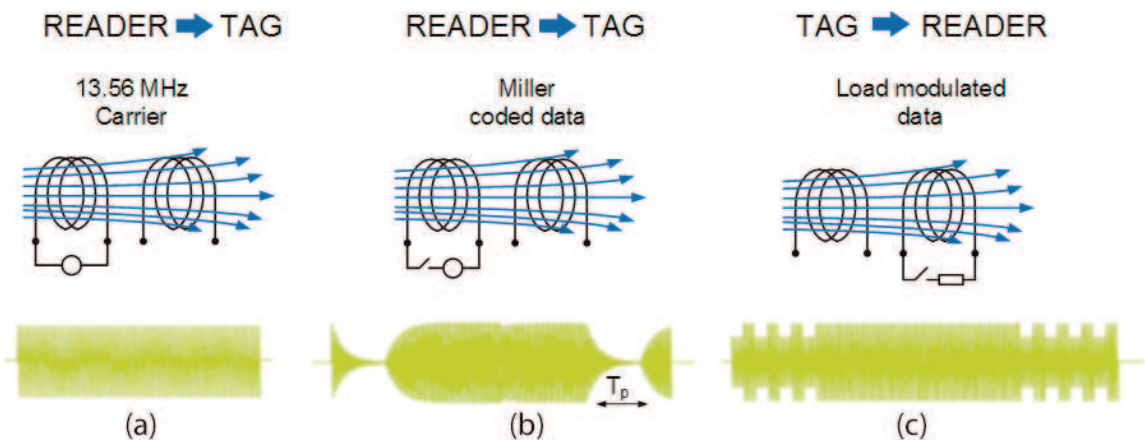 READER TAG
13.56 MHz
Carrier
(a)
READER TAG
Miller
coded data
Tp
(b)
TAG READER
Load modulated
data
(c)